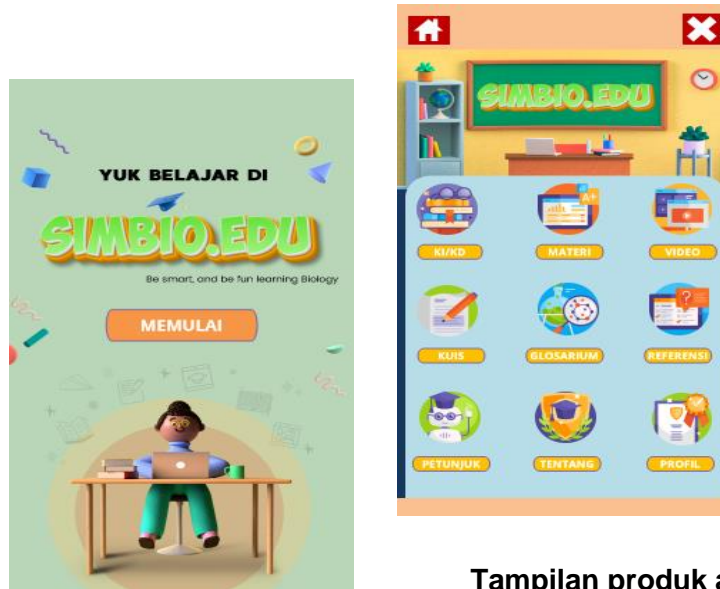 YUK BELAJAR DI
SIMBIO.EDU
Be smart, and be fun learning Biology
MEMULAI
SIMBIO.EDU
A+
KI/KD
MATERI
VIDEO
KUIS
GLOSARIUM
REFERENSI
PETUNJUK
TENTANG
PROFIL
Tampilan produk a